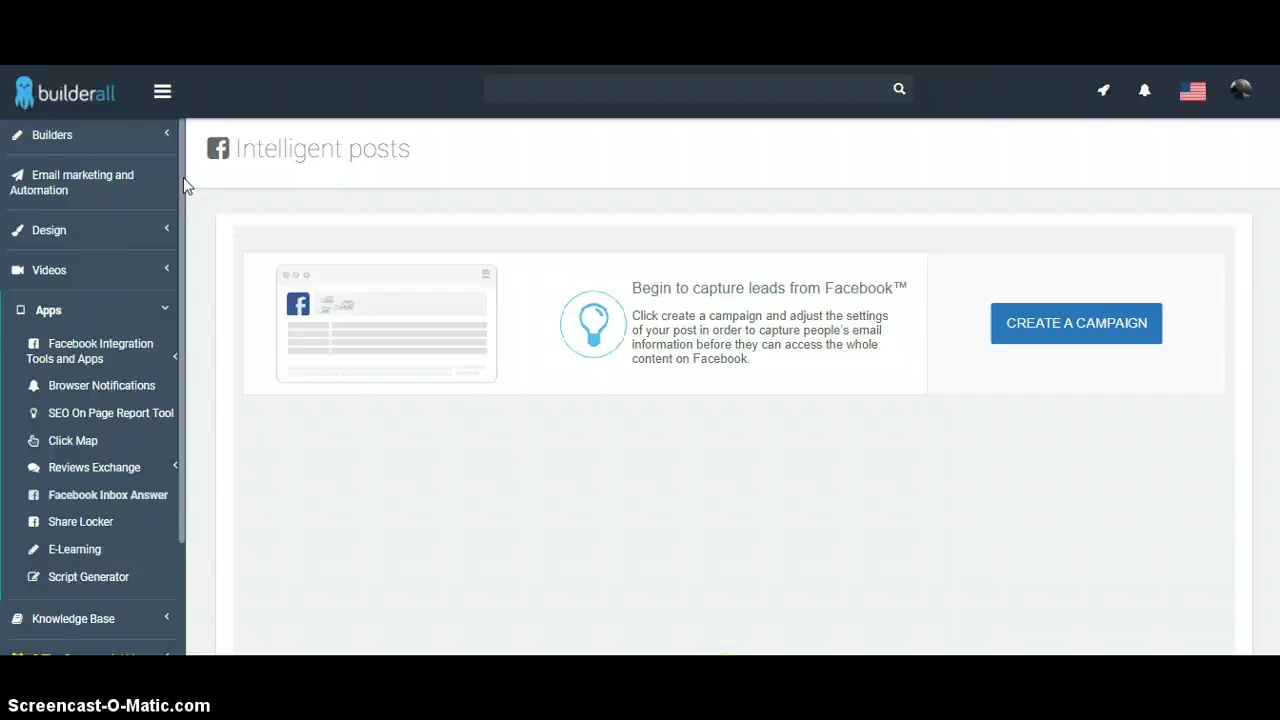 builderall
Builders
Email marketing and
Automation
Design
Videos
Apps
Facebook Integration
Tools and Apps
Browser Notifications
SEO On Page Report Tool
Click Map
Reviews Exchange
Facebook Inbox Answer
Share Locker
E-Learning
Script Generator
Knowledge Base
Intelligent posts
Begin to capture leads from Facebook™
Click create a campaign and adjust the settings
of your post in order to capture people's email
information before they can access the whole
content on Facebook.
CREATE A CAMPAIGN
Screencast-O-Matic.com